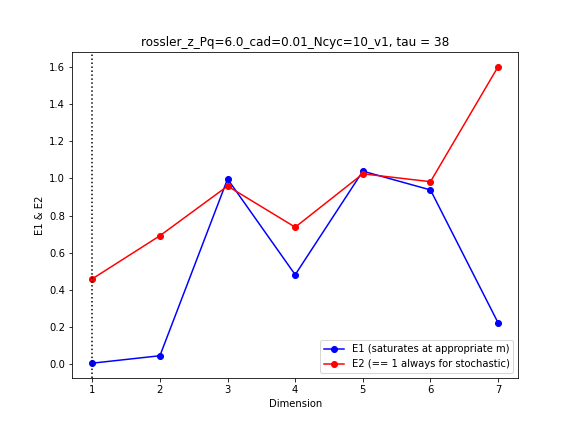 rossler_z_Pq=6.0_cad=0.01_Ncyc=10_v1, tau = 38
1.6
1.4
1.2
1.0
0.8
0.6
0.4
0.2
0.0
E1 & E2
E1 (saturates at appropriate m)
E2 (== 1 always for stochastic)
1 2 3 4 5 6 7
Dimension